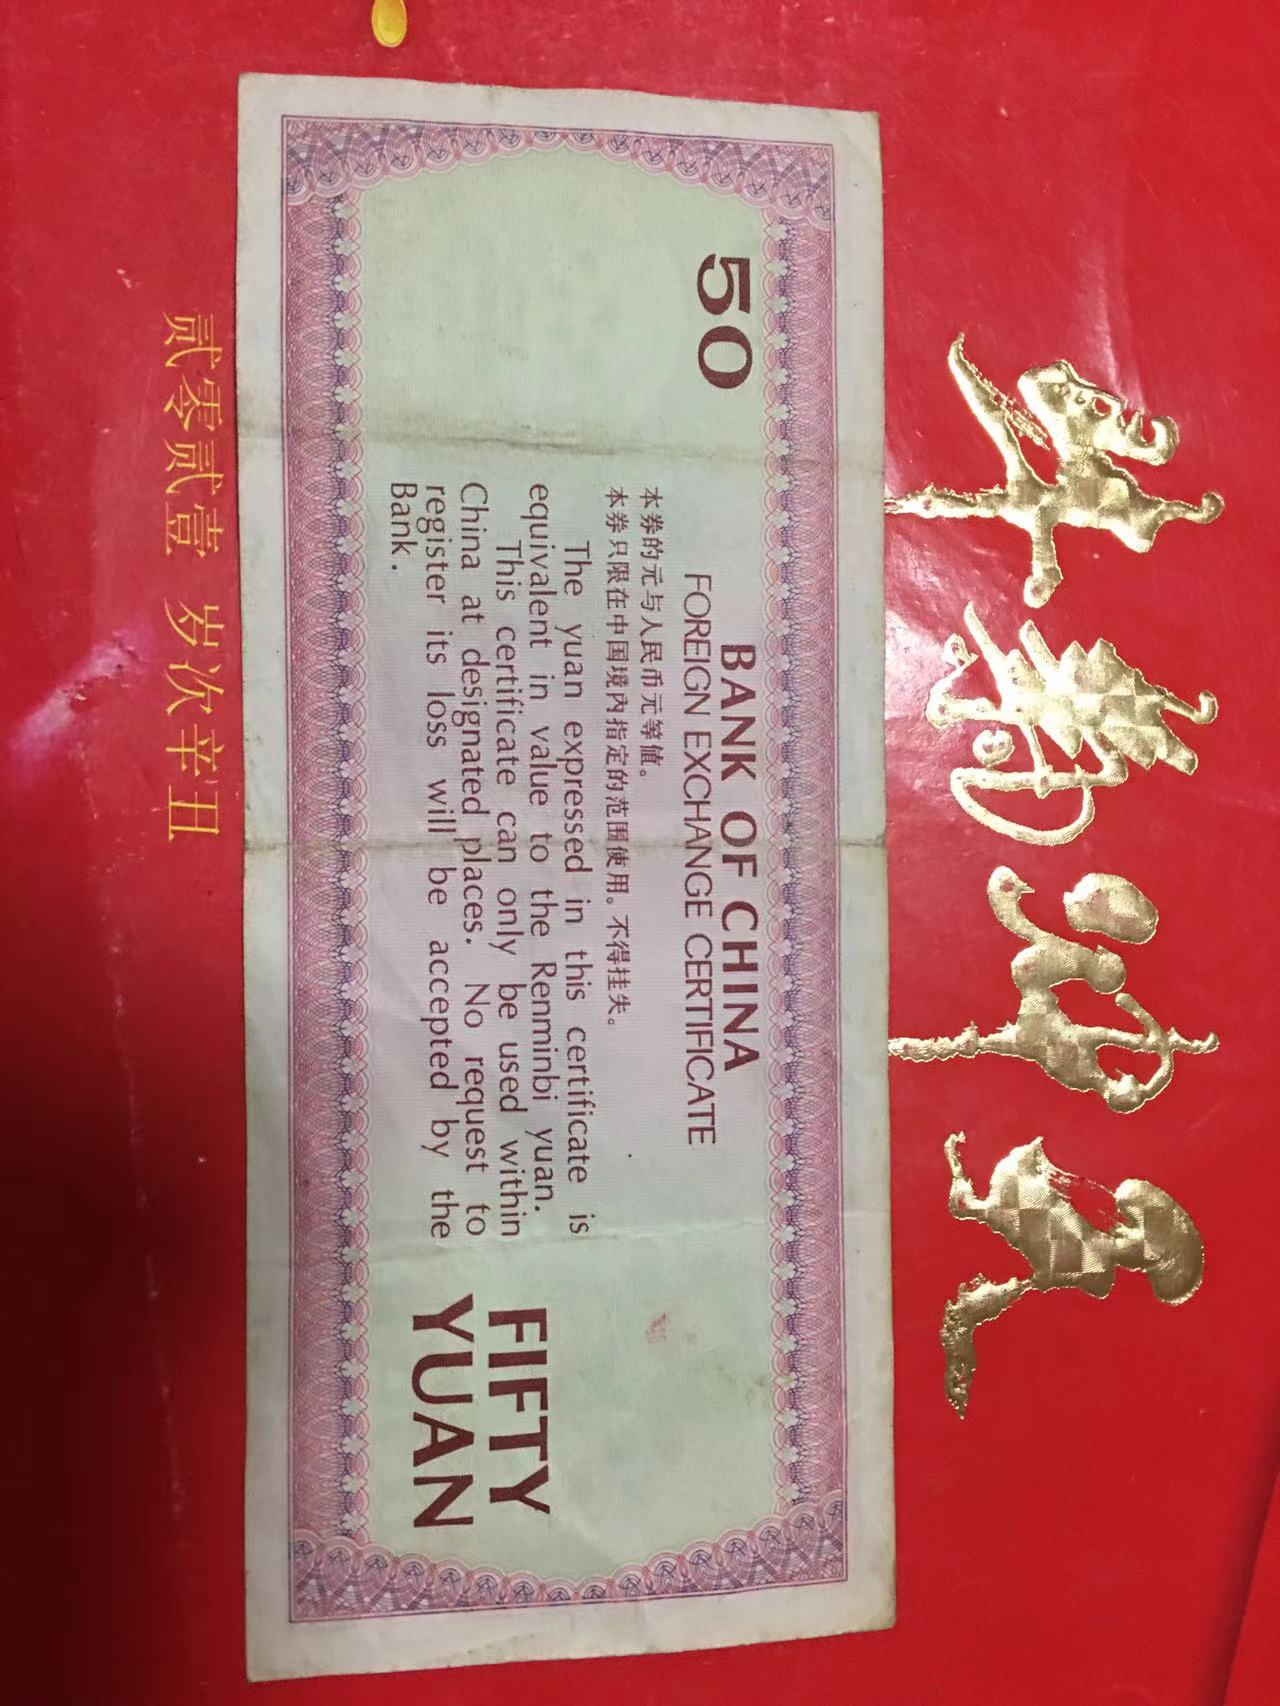 牛转乾坤
50
BANK OF CHINA
FOREIGN EXCHANGE CERTIFICATE
本券的元与人民币元等值。
本券只限在中国境内指定的范围使用。不得挂失。
The yuan expressed in this certificate is
equivalent in value to the Renminbi yuan.
This certificate can only be used within
China at designated places. No request to
register its loss will be accepted by the
Bank.
FIFTY
YUAN
贰零贰壹 岁次辛丑